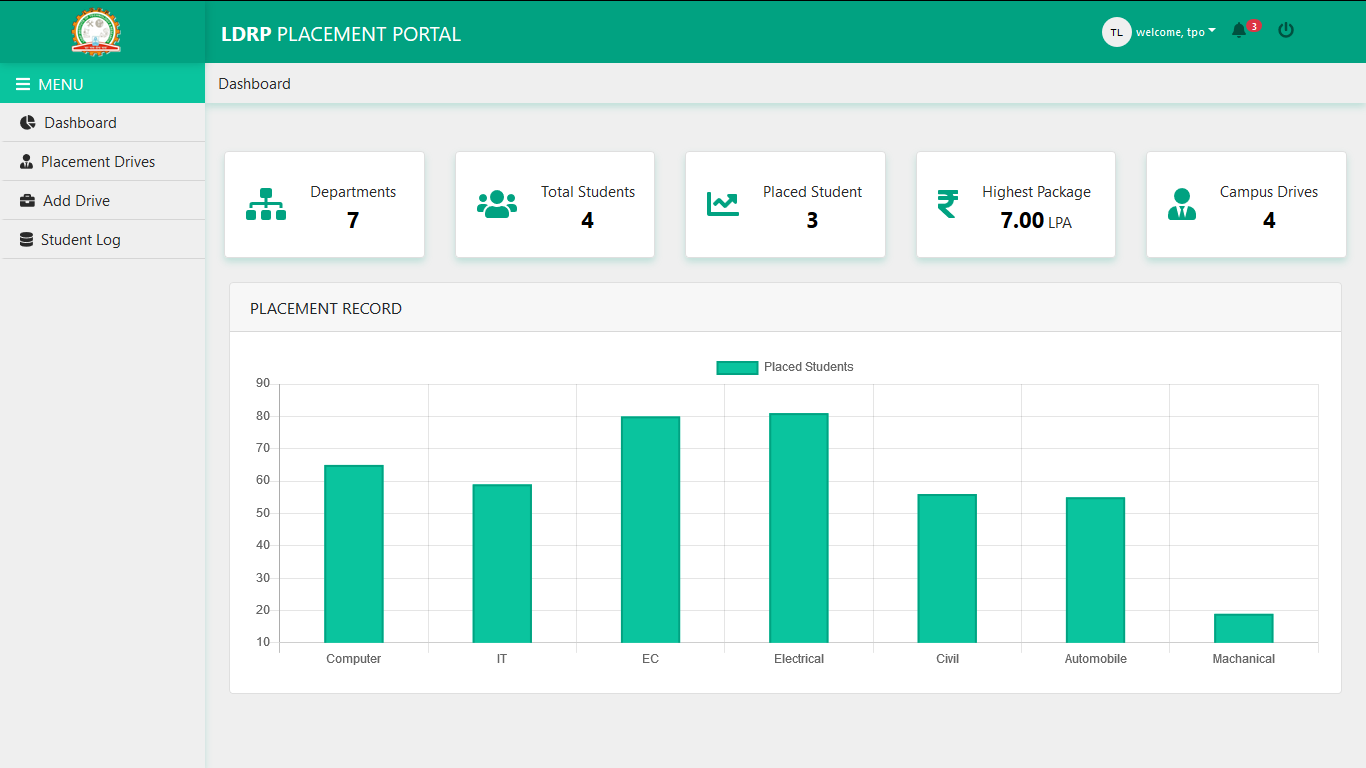 LDRP PLACEMENT PORTAL
TL
welcome, tpo
3
MENU
Dashboard
Dashboard
Placement Drives
Add Drive
Student Log
Departments
7
Total Students
4
Placed Student
3
Highest Package
7.00 LPA
Campus Drives
4
PLACEMENT RECORD
Placed Students
90
80
70
60
50
40
30
20
10
Computer
IT
EC
Electrical
Civil
Automobile
Machanical